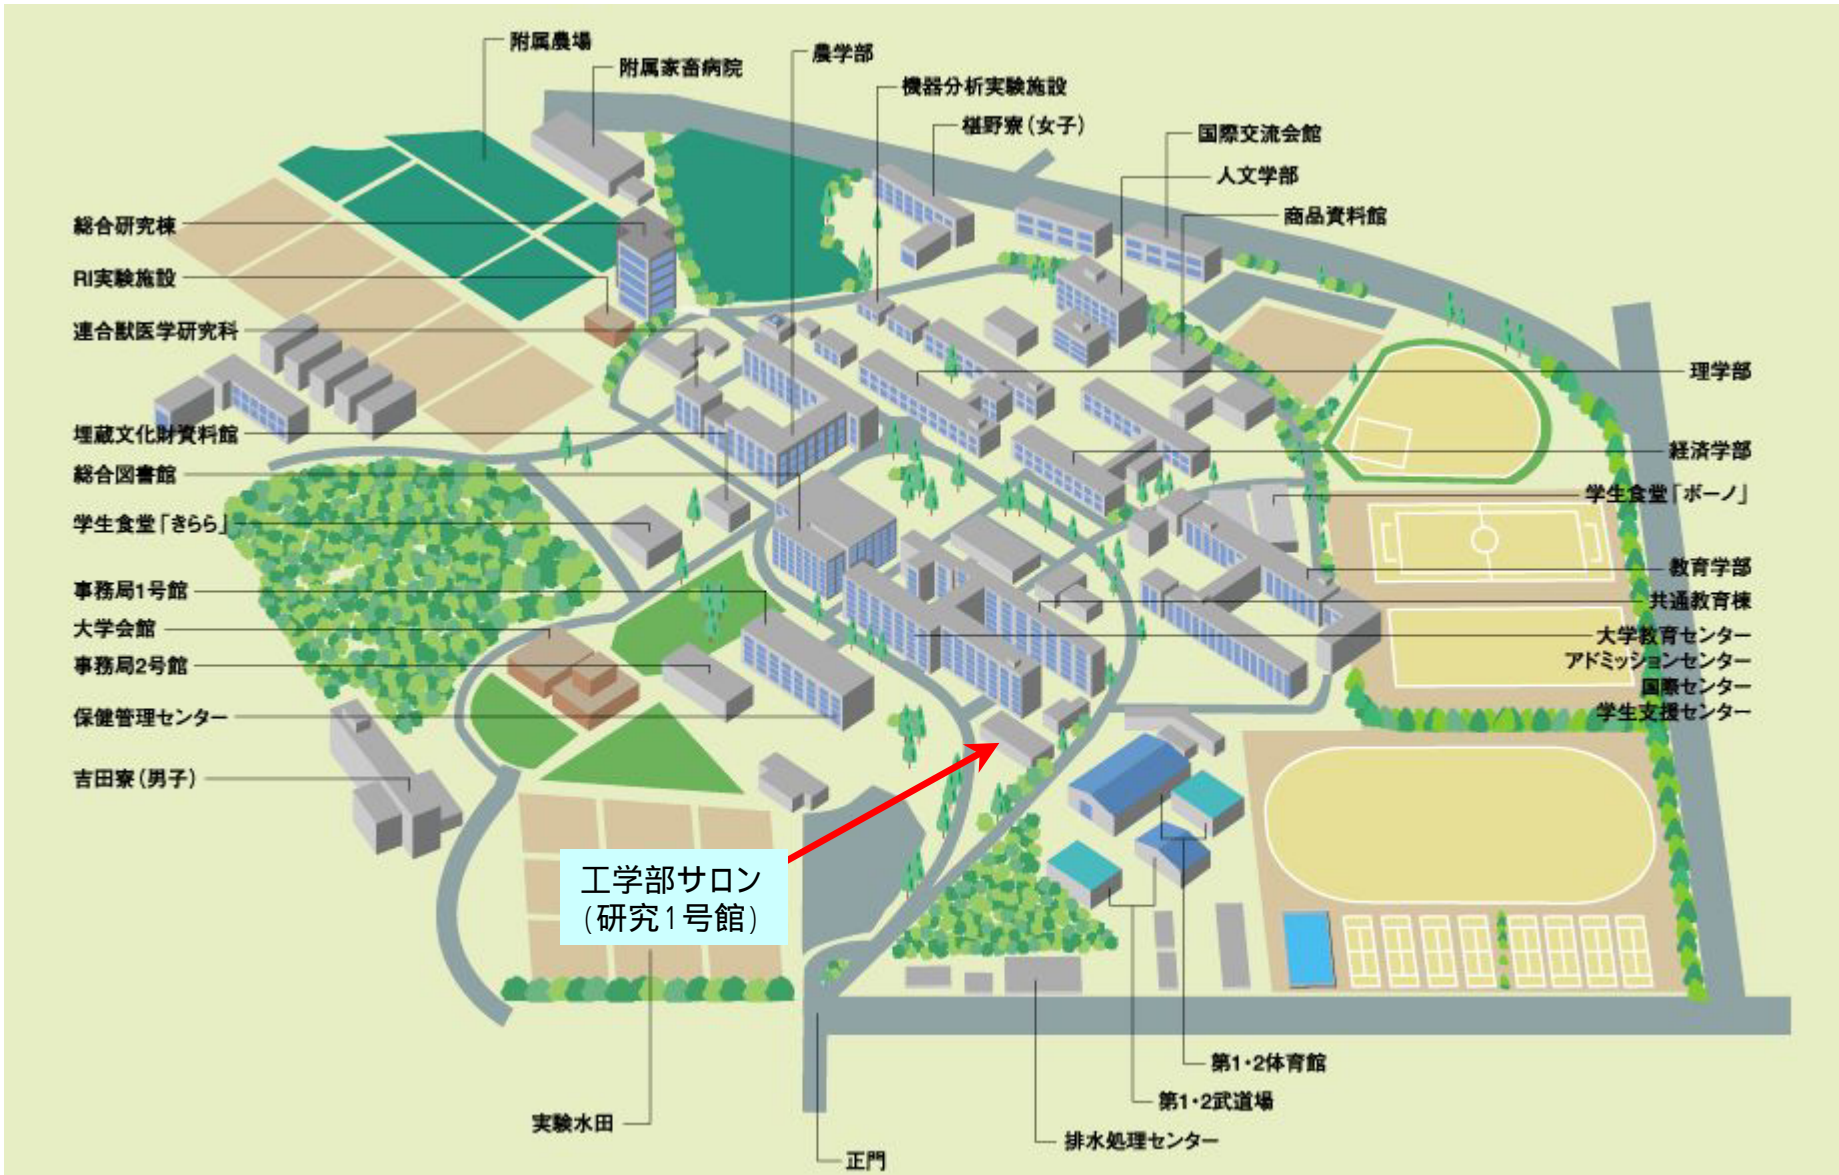 附属農場
附属家畜病院
農学部
機器分析実験施設
椹野寮(女子)
国際交流会館
人文学部
商品資料館
総合研究棟
RI実験施設
連合獣医学研究科
埋蔵文化財資料館
総合図書館
学生食堂「きらら」
事務局1号館
大学会館
事務局2号館
保健管理センター
吉田寮(男子)
理学部
経済学部
学生食堂「ボーノ」
教育学部
共通教育棟
大学教育センター
アドミッションセンター
国際センター
学生支援センター
工学部サロン
(研究1号館)
実験水田
正門
第1・2体育館
第1・2武道場
排水処理センター